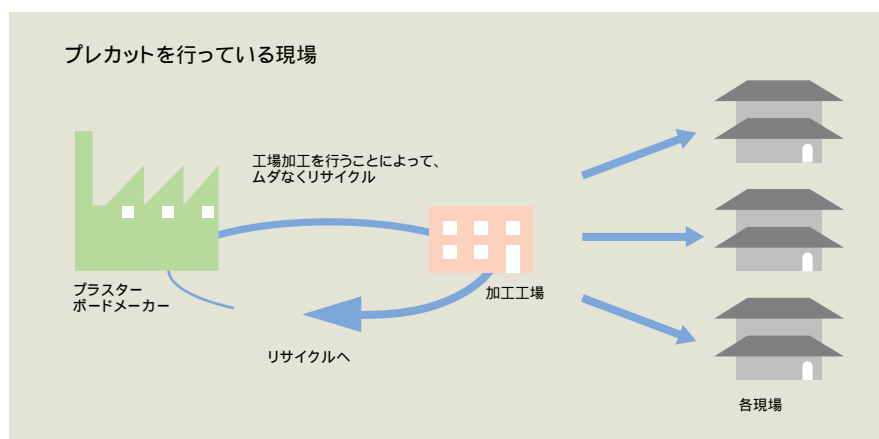 プレカットを行っている現場
工場加工を行うことによって、
ムダなくリサイクル
プラスター
ボードメーカー
加工工場
リサイクルへ
各現場